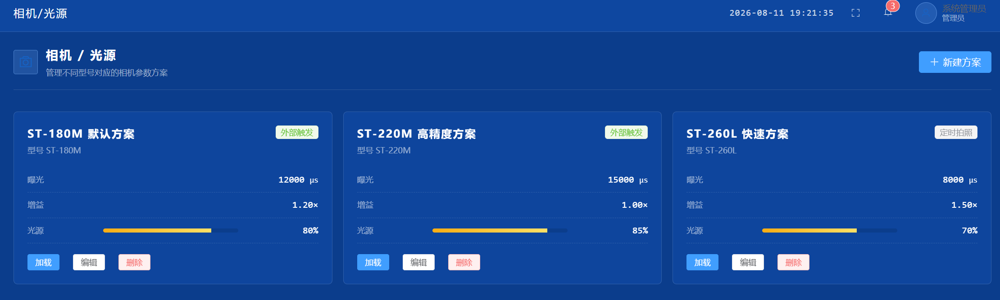 相机/光源
2026-08-11 19:21:35
3
系统管理员
管理员
相机 / 光源
管理不同型号对应的相机参数方案
新建方案
ST-180M 默认方案
外部触发
型号 ST-180M
曝光 12000 μs
增益 1.20×
光源 80%
加载 编辑 删除
ST-220M 高精度方案
外部触发
型号 ST-220M
曝光 15000 μs
增益 1.00×
光源 85%
加载 编辑 删除
ST-260L 快速方案
定时拍照
型号 ST-260L
曝光 8000 μs
增益 1.50×
光源 70%
加载 编辑 删除